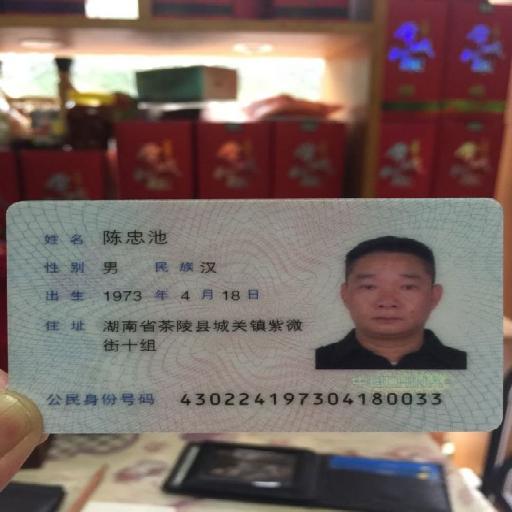 姓名 陈忠池
性别 男 民族 汉
出生 1973 年 4 月 18 日
住址 湖南省茶陵县城关镇紫微
街十组
公民身份号码 430224197304180033